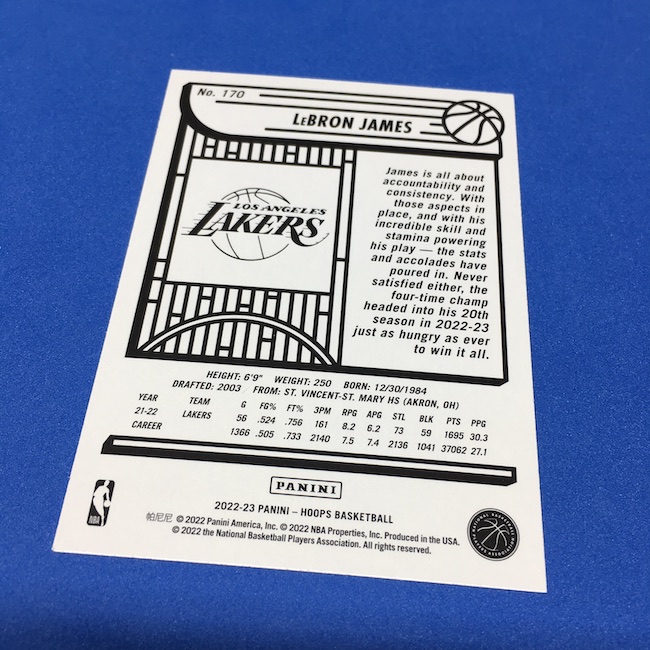 No. 170
LEBRON JAMES
LOS ANGELES
LAKERS
James is all about
accountability and
consistency. With
those aspects in
place, and with his
incredible skill and
stamina powering
his play — the stats
and accolades have
poured in. Never
satisfied either, the
four-time champ
headed into his 20th
season in 2022-23
just as hungry as ever
to win it all.
HEIGHT: 6'9" WEIGHT: 250 BORN: 12/30/1984
DRAFTED: 2003 FROM: ST. VINCENT-ST. MARY HS (AKRON, OH)
YEAR TEAM G FG% FT% 3PM RPG APG STL BLK PTS PPG
21-22 LAKERS 56 .524 .756 161 8.2 6.2 73 59 1695 30.3
CAREER 1366 .505 .733 2140 7.5 7.4 2136 1041 37062 27.1
PANINI
2022-23 PANINI – HOOPS BASKETBALL
帕尼尼 © 2022 Panini America, Inc. © 2022 NBA Properties, Inc. Produced in the USA.
© 2022 the National Basketball Players Association. All rights reserved.
NBA
NATIONAL BASKETBALL PLAYERS ASSOCIATION